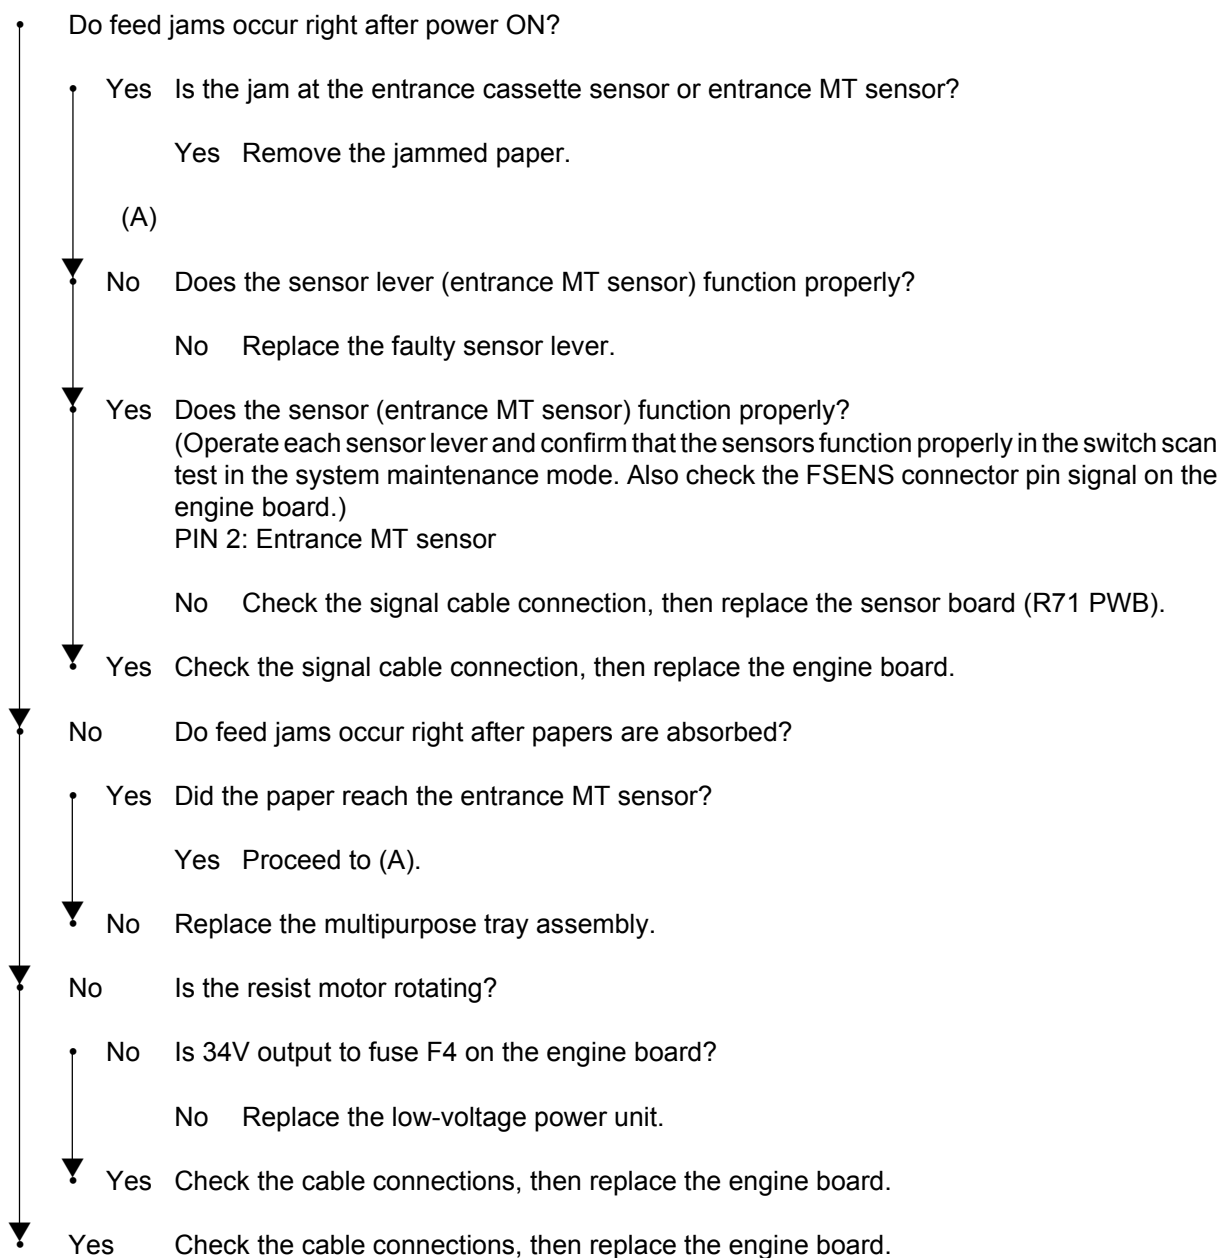 Do feed jams occur right after power ON?
Yes Is the jam at the entrance cassette sensor or entrance MT sensor?
Yes Remove the jammed paper.
(A)
No Does the sensor lever (entrance MT sensor) function properly?
No Replace the faulty sensor lever.
Yes Does the sensor (entrance MT sensor) function properly?
(Operate each sensor lever and confirm that the sensors function properly in the switch scan
test in the system maintenance mode. Also check the FSENS connector pin signal on the
engine board.)
PIN 2: Entrance MT sensor
No Check the signal cable connection, then replace the sensor board (R71 PWB).
Yes Check the signal cable connection, then replace the engine board.
No Do feed jams occur right after papers are absorbed?
Yes Did the paper reach the entrance MT sensor?
Yes Proceed to (A).
No Replace the multipurpose tray assembly.
No Is the resist motor rotating?
No Is 34V output to fuse F4 on the engine board?
No Replace the low-voltage power unit.
Yes Check the cable connections, then replace the engine board.
Yes Check the cable connections, then replace the engine board.